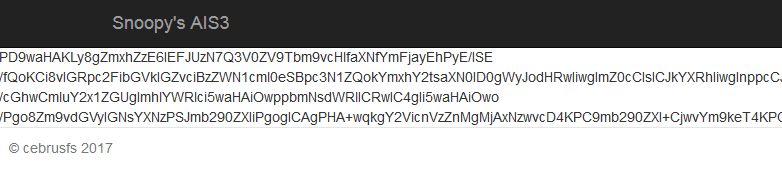 Snoopy's AIS3
PD9waHAKLy8gZmxhZzE6IEFJUzN7Q3V0ZV9Tbm9vcHlfaXNfYmFjayEhPyE/ISE
/fQoKCi8vIGRpc2FibGVkIGZvciBzZWN1cml0eSBpc3N1ZQokYmxhY2tsaXN0ID0gWyJodHRwIiwgImZ0cCIsICJkYXRhIiwgInppcCJ
/cGhwCmluY2x1ZGUgImhlYWRlci5waHAiOwppbmNsdWRlICRwIC4gIi5waHAiOwo
/Pgo8Zm9vdGVyIGNsYXNzPSJmb290ZXIiPgogICAgPHA+wqkgY2VicnVzZnMgMjAxNzwvcD4KPC9mb290ZXI+CjwvYm9keT4KPC
© cebrusfs 2017